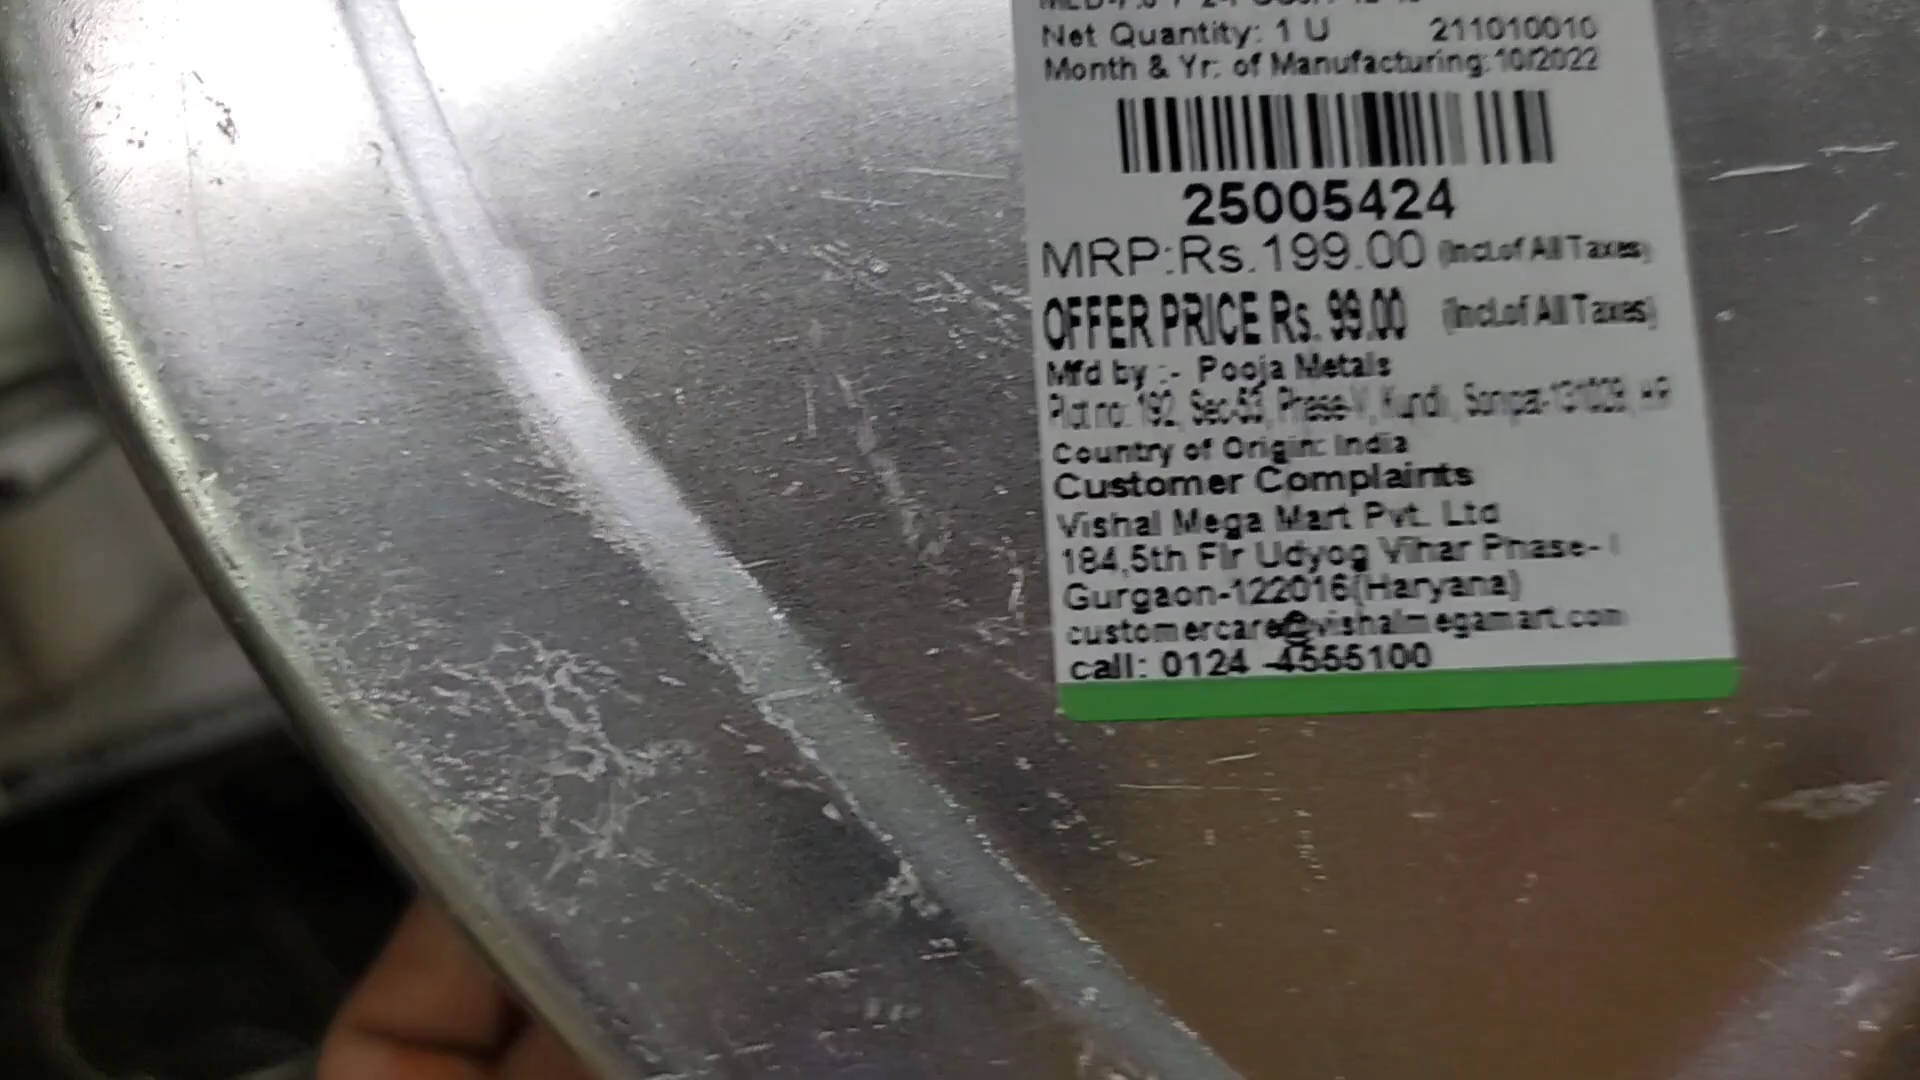 Net Quantity: 1 U 211010010
Month & Yr. of Manufacturing: 10/2022
25005424
MRP:Rs.199.00 (Incl.of All Taxes)
OFFER PRICE Rs. 99.00 (Incl.of All Taxes)
Mfd by :- Pooja Metals
Plot no. 192, Sec-53, Phase-V, Kundli, Sonipat-131029, HR
Country of Origin: India
Customer Complaints
Vishal Mega Mart Pvt. Ltd
184,5th Flr Udyog Vihar Phase- I
Gurgaon-122016(Haryana)
customercare@vishalmegamart.com
call: 0124 -4555100